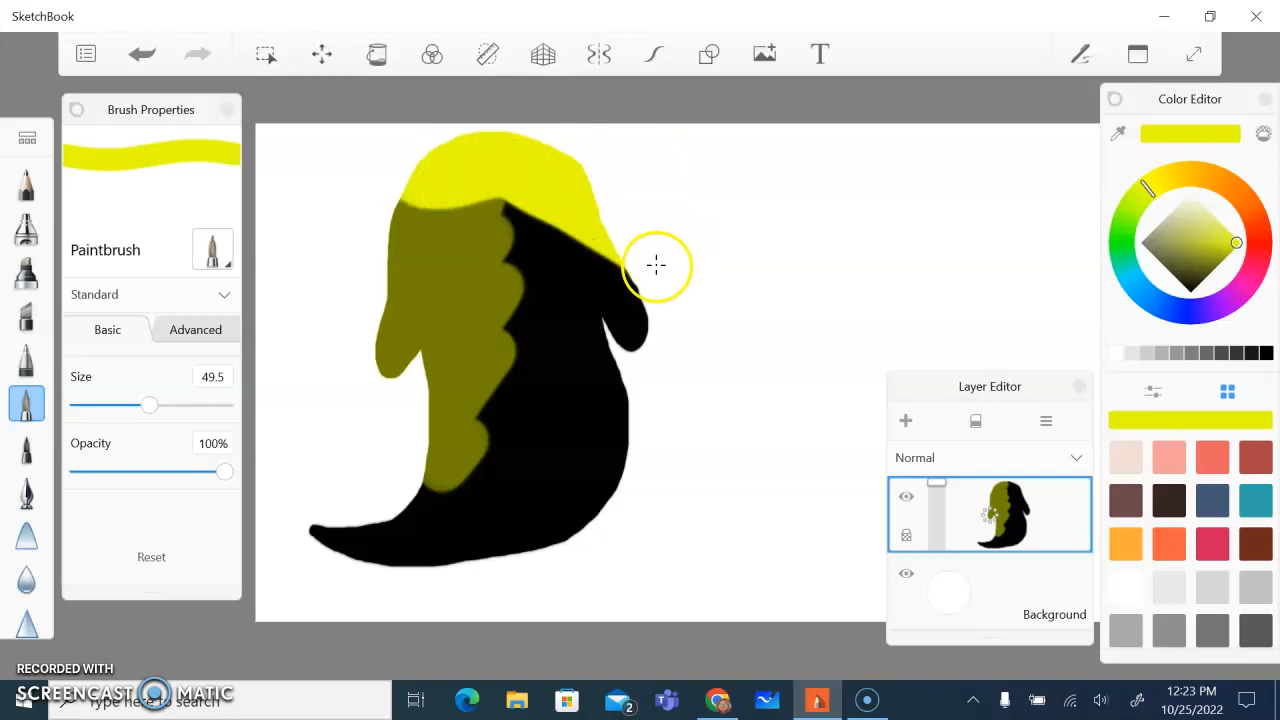 SketchBook
T
Brush Properties
Color Editor
Paintbrush
Standard
Basic
Advanced
Size
49.5
Opacity
100%
Reset
Layer Editor
Normal
Background
RECORDED WITH
SCREENCAST MATIC
Type here to search
2
12:23 PM
10/25/2022